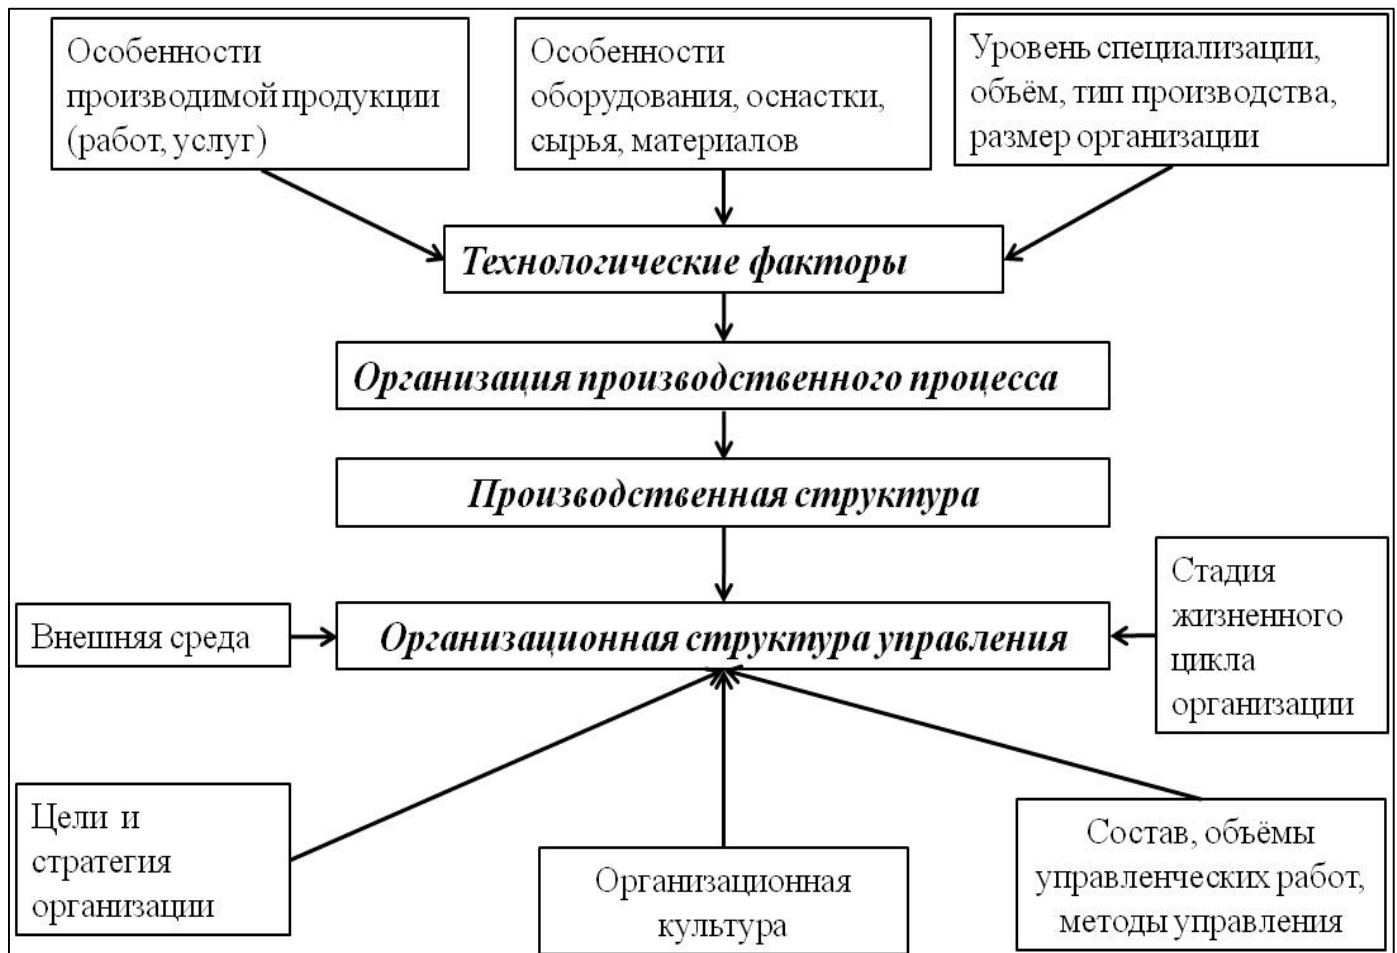 Особенности
производимой продукции
(работ, услуг)
Особенности
оборудования, оснастки,
сырья, материалов
Уровень специализации,
объём, тип производства,
размер организации
Технологические факторы
Организация производственного процесса
Производственная структура
Организационная структура управления
Внешняя среда
Стадия
жизненного
цикла
организации
Цели и
стратегия
организации
Организационная
культура
Состав, объёмы
управленческих работ,
методы управления